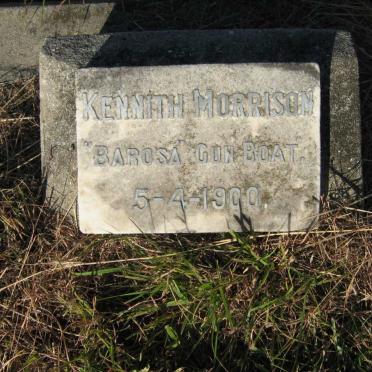 KENNITH MORRISON
"BAROSA" GUN BOAT.
5-4-1900.